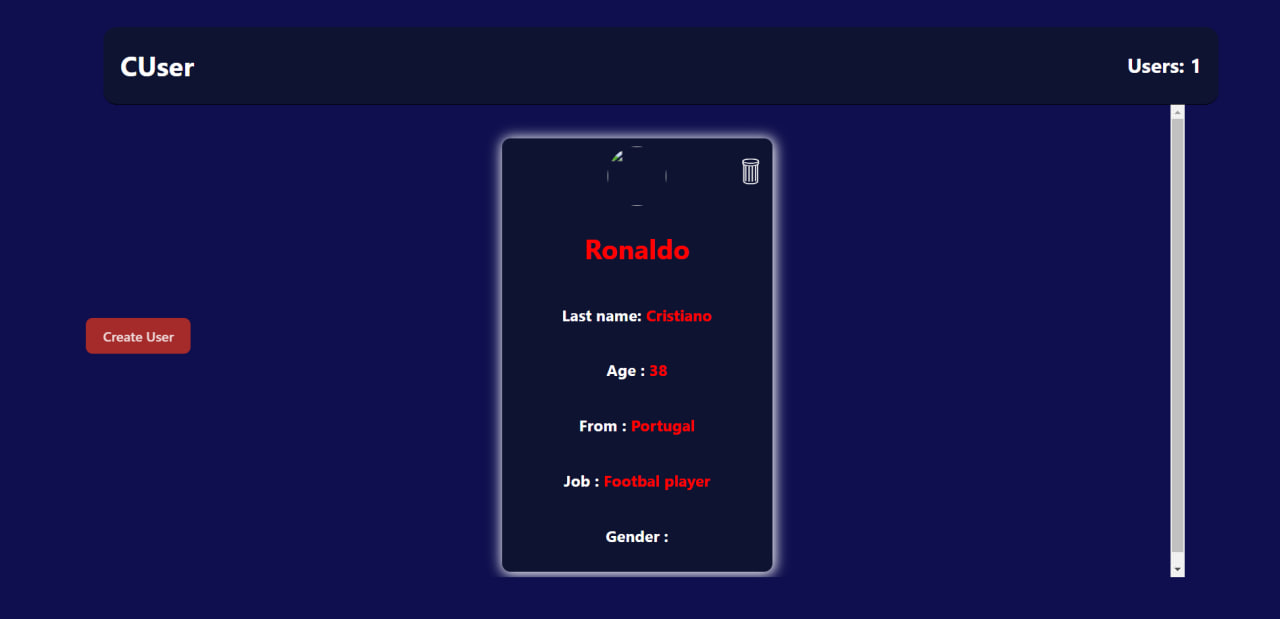 CUser
Users: 1
Ronaldo
Last name: Cristiano
Age : 38
Create User
From : Portugal
Job : Footbal player
Gender :